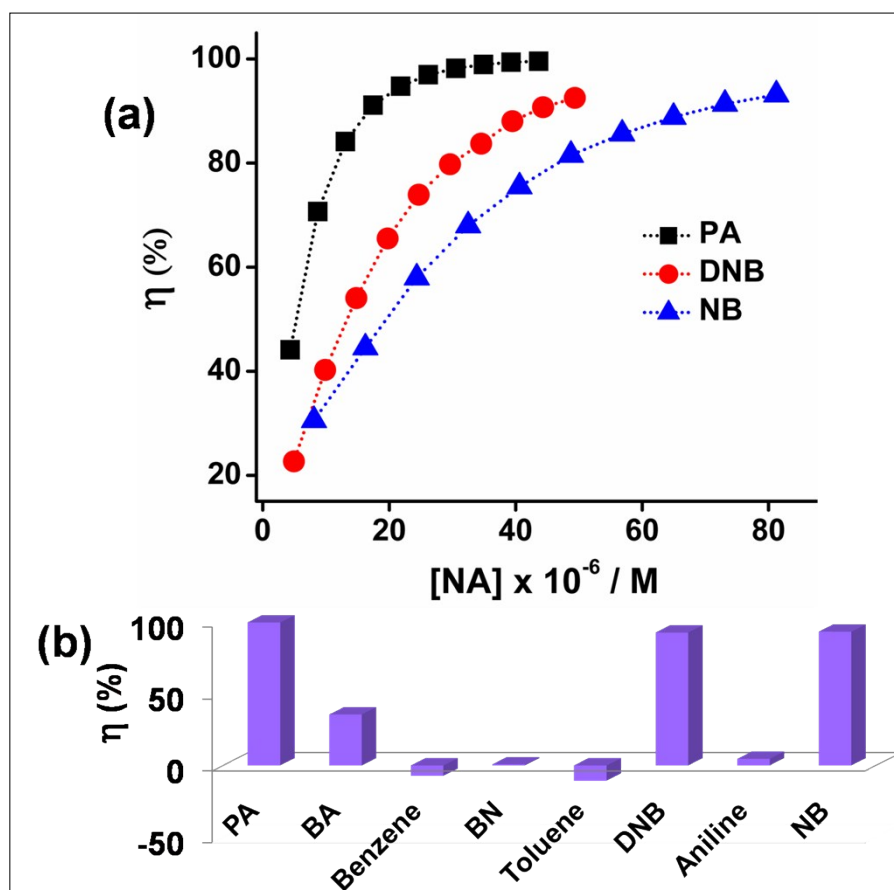 (a)
η (%)
100
80
60
40
20
0 20 40 60 80
[NA] x 10⁻⁶ / M
PA
DNB
NB
(b)
η (%)
100
50
0
-50
PA BA Benzene BN Toluene DNB Aniline NB